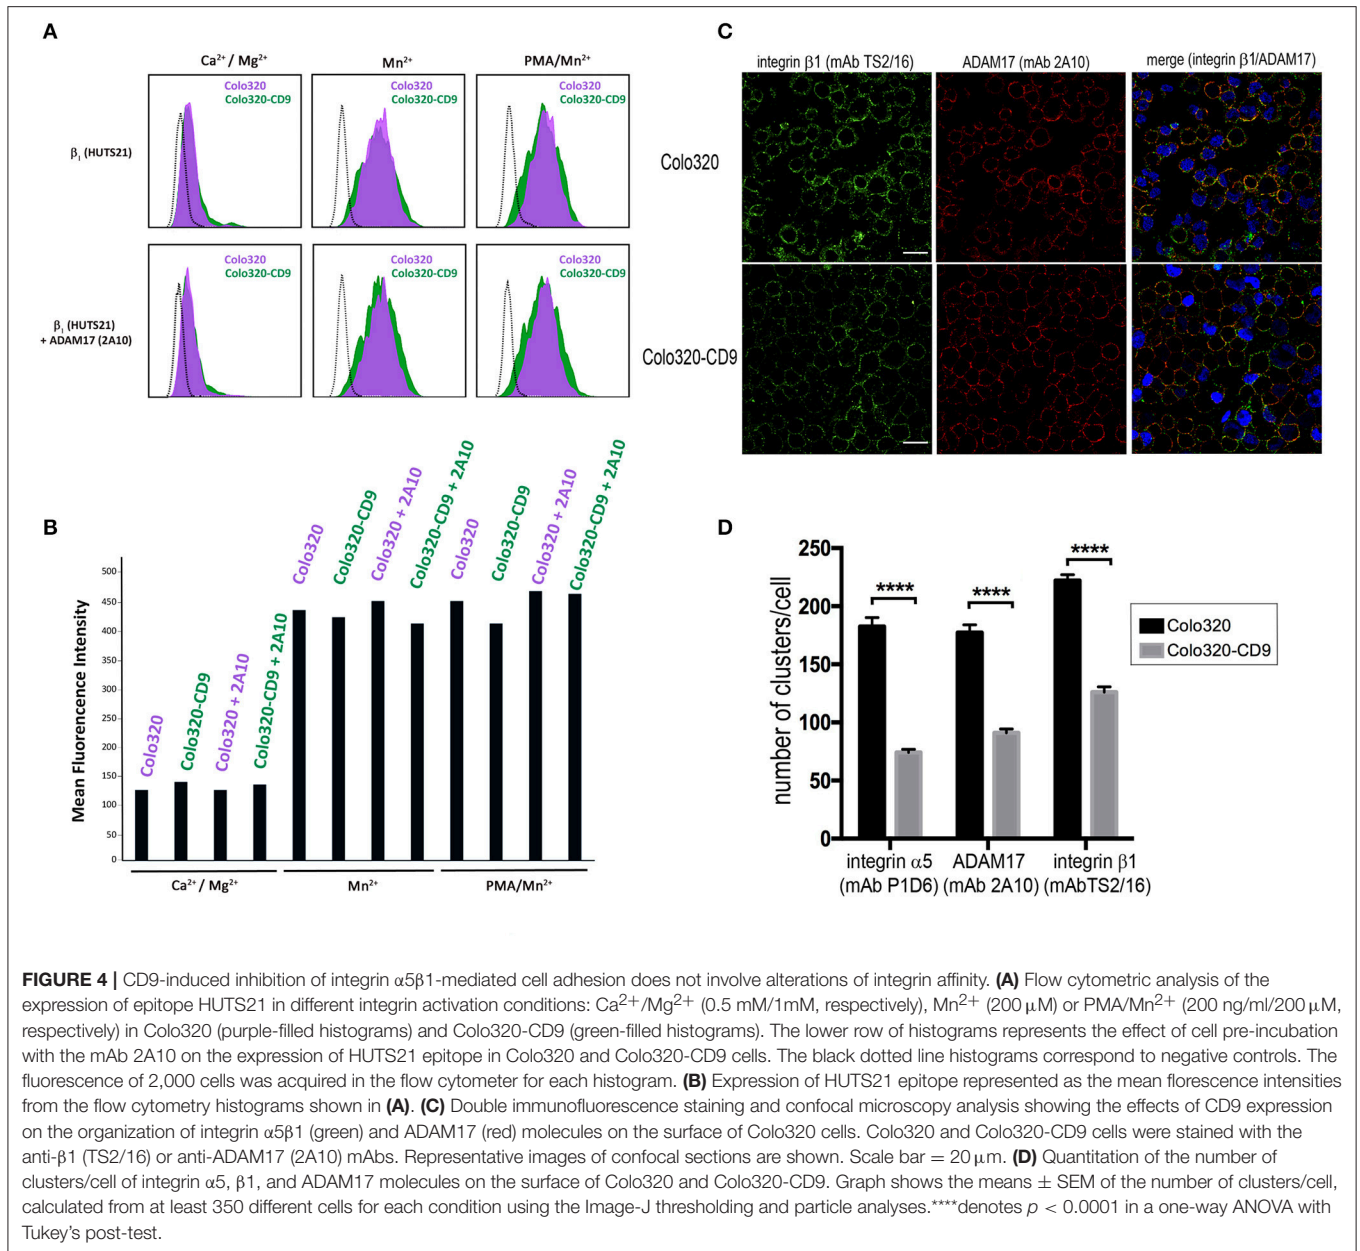 A
Ca2+ / Mg2+
Mn2+
PMA/Mn2+
Colo320
Colo320-CD9
Colo320
Colo320-CD9
Colo320
Colo320-CD9
β1 (HUTS21)
Colo320
Colo320-CD9
Colo320
Colo320-CD9
Colo320
Colo320-CD9
β1 (HUTS21)
+ ADAM17 (2A10)
B
Mean Fluorescence Intensity
500
450
400
350
300
250
200
150
100
50
0
Colo320
Colo320-CD9
Colo320 + 2A10
Colo320-CD9 + 2A10
Colo320
Colo320-CD9
Colo320 + 2A10
Colo320-CD9 + 2A10
Colo320
Colo320-CD9
Colo320 + 2A10
Colo320-CD9 + 2A10
Ca2+ / Mg2+
Mn2+
PMA/Mn2+
C
integrin β1 (mAb TS2/16)
ADAM17 (mAb 2A10)
merge (integrin β1/ADAM17)
Colo320
Colo320-CD9
D
number of clusters/cell
250
200
150
100
50
0
****
****
****
Colo320
Colo320-CD9
integrin α5
(mAb P1D6)
ADAM17
(mAb 2A10)
integrin β1
(mAbTS2/16)
FIGURE 4 | CD9-induced inhibition of integrin α5β1-mediated cell adhesion does not involve alterations of integrin affinity. (A) Flow cytometric analysis of the
expression of epitope HUTS21 in different integrin activation conditions: Ca2+/Mg2+ (0.5 mM/1mM, respectively), Mn2+ (200 μM) or PMA/Mn2+ (200 ng/ml/200 μM,
respectively) in Colo320 (purple-filled histograms) and Colo320-CD9 (green-filled histograms). The lower row of histograms represents the effect of cell pre-incubation
with the mAb 2A10 on the expression of HUTS21 epitope in Colo320 and Colo320-CD9 cells. The black dotted line histograms correspond to negative controls. The
fluorescence of 2,000 cells was acquired in the flow cytometer for each histogram. (B) Expression of HUTS21 epitope represented as the mean florescence intensities
from the flow cytometry histograms shown in (A). (C) Double immunofluorescence staining and confocal microscopy analysis showing the effects of CD9 expression
on the organization of integrin α5β1 (green) and ADAM17 (red) molecules on the surface of Colo320 cells. Colo320 and Colo320-CD9 cells were stained with the
anti-β1 (TS2/16) or anti-ADAM17 (2A10) mAbs. Representative images of confocal sections are shown. Scale bar = 20 μm. (D) Quantitation of the number of
clusters/cell of integrin α5, β1, and ADAM17 molecules on the surface of Colo320 and Colo320-CD9. Graph shows the means ± SEM of the number of clusters/cell,
calculated from at least 350 different cells for each condition using the Image-J thresholding and particle analyses.****denotes p < 0.0001 in a one-way ANOVA with
Tukey's post-test.